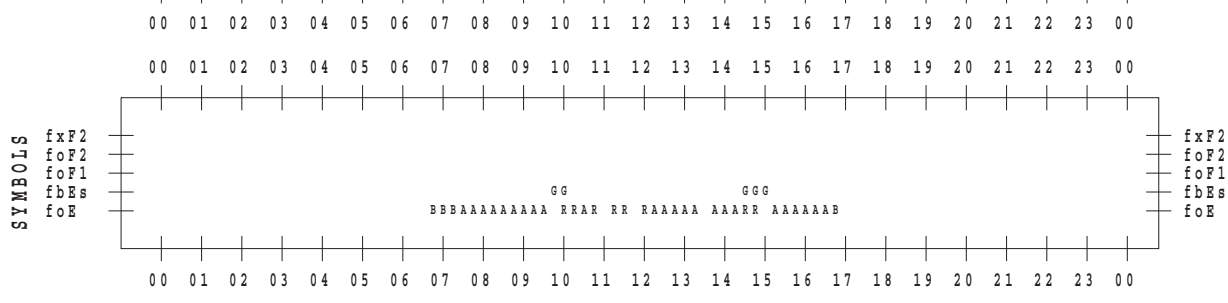 00 01 02 03 04 05 06 07 08 09 10 11 12 13 14 15 16 17 18 19 20 21 22 23 00
00 01 02 03 04 05 06 07 08 09 10 11 12 13 14 15 16 17 18 19 20 21 22 23 00
SYMBOLS
fxF2 fxF2
foF2 foF2
foF1 foF1
fbEs GG GGG fbEs
foE BBBAAAAAAAAA RRAR RR RAAAAA AAARR AAAAAAB foE
00 01 02 03 04 05 06 07 08 09 10 11 12 13 14 15 16 17 18 19 20 21 22 23 00